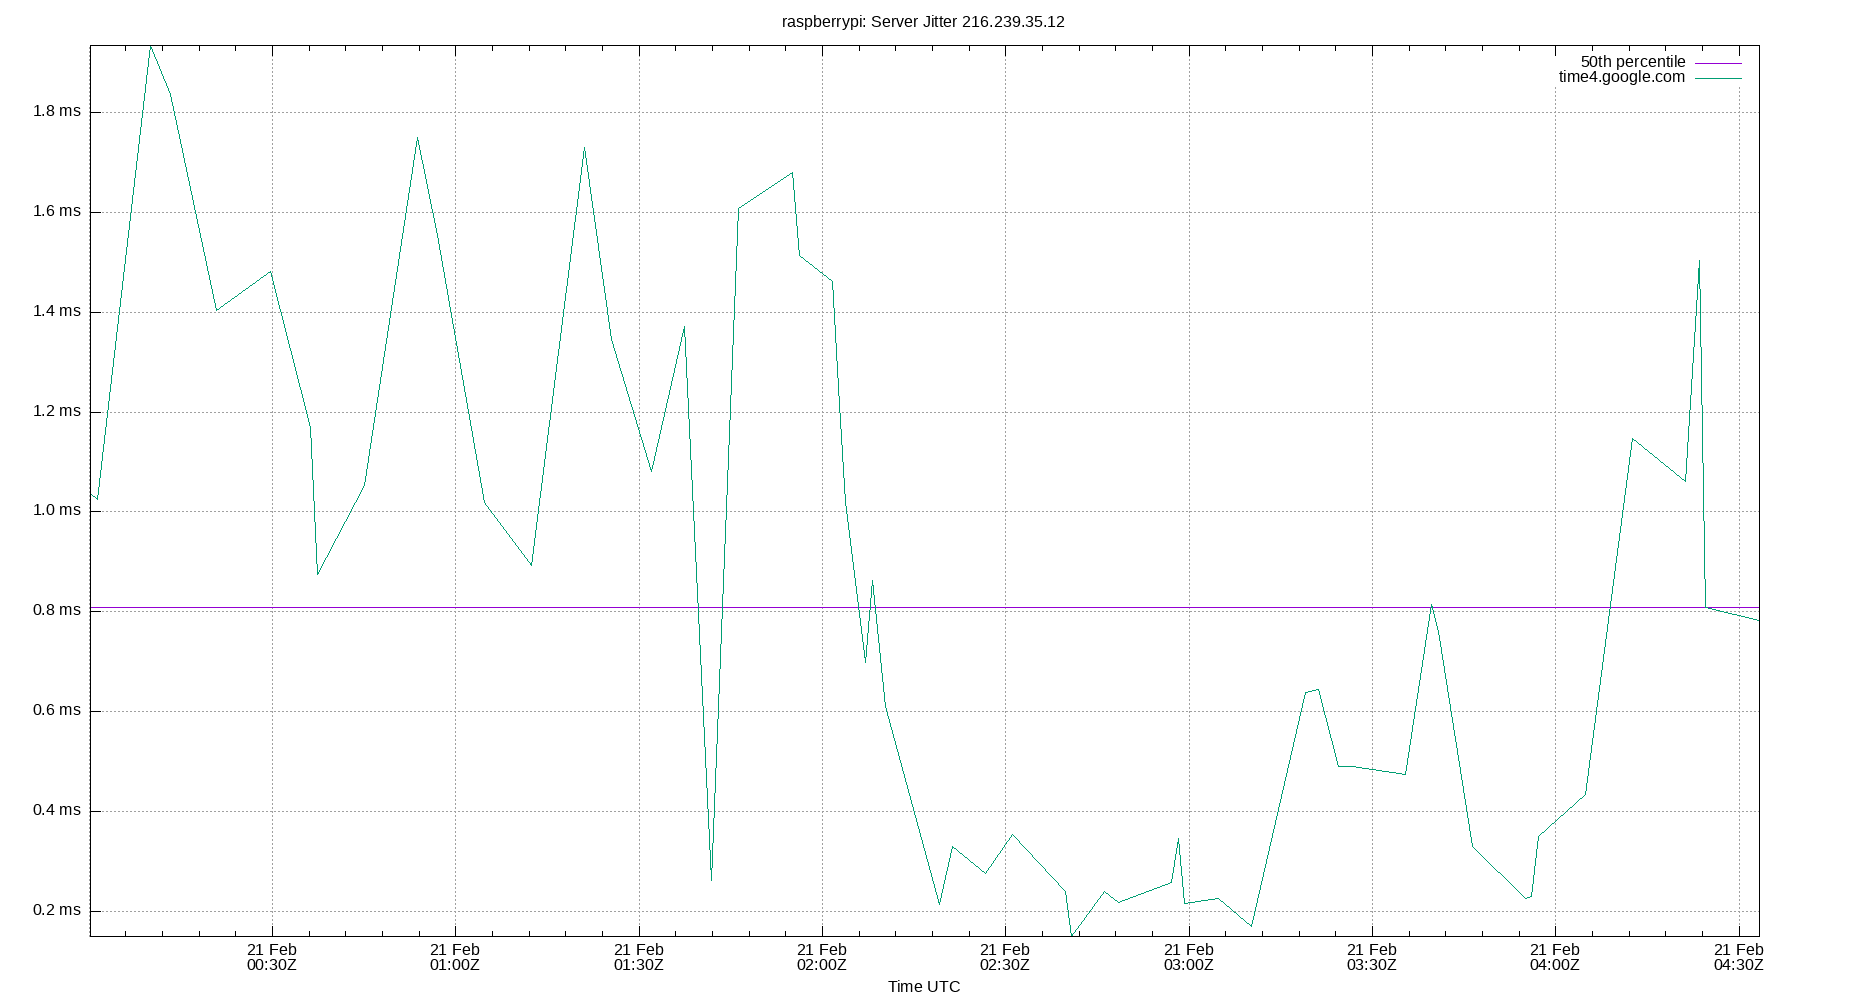 raspberrypi: Server Jitter 216.239.35.12
50th percentile
time4.google.com
1.8 ms
1.6 ms
1.4 ms
1.2 ms
1.0 ms
0.8 ms
0.6 ms
0.4 ms
0.2 ms
21 Feb 21 Feb 21 Feb 21 Feb 21 Feb 21 Feb 21 Feb 21 Feb 21 Feb
00:30Z 01:00Z 01:30Z 02:00Z 02:30Z 03:00Z 03:30Z 04:00Z 04:30Z
Time UTC